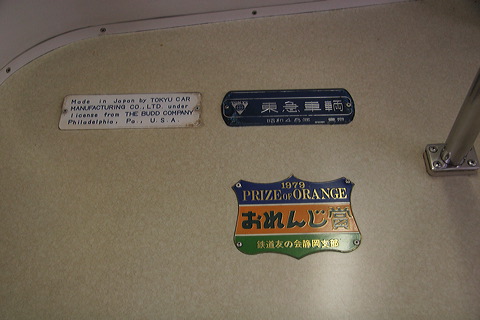 Made in Japan by TOKYU CAR
MANUFACTURING CO., LTD. under
license from THE BUDD COMPANY
Philadelphia, Pa., U.S.A.
東急車輛
1979
PRIZE OF ORANGE
おれんじ賞
鉄道友の会静岡支部